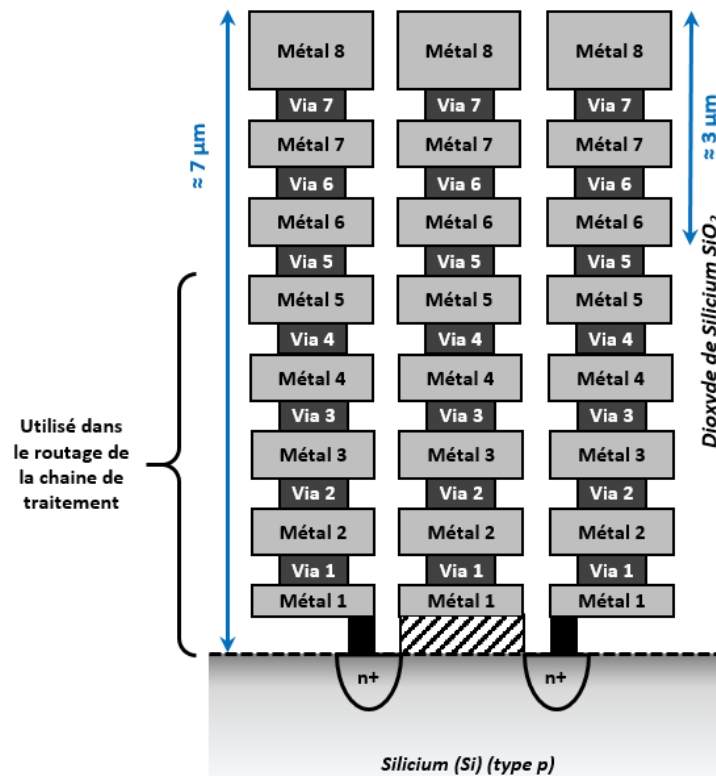 Métal 8 Métal 8 Métal 8
Via 7 Via 7 Via 7
Métal 7 Métal 7 Métal 7
Via 6 Via 6 Via 6
Métal 6 Métal 6 Métal 6
Via 5 Via 5 Via 5
Métal 5 Métal 5 Métal 5
Via 4 Via 4 Via 4
Métal 4 Métal 4 Métal 4
Via 3 Via 3 Via 3
Métal 3 Métal 3 Métal 3
Via 2 Via 2 Via 2
Métal 2 Métal 2 Métal 2
Via 1 Via 1 Via 1
Métal 1 Métal 1 Métal 1
≈ 7 µm
≈ 3 µm
Dioxyde de Silicium SiO₂
Utilisé dans
le routage de
la chaine de
traitement
n+ n+
Silicium (Si) (type p)